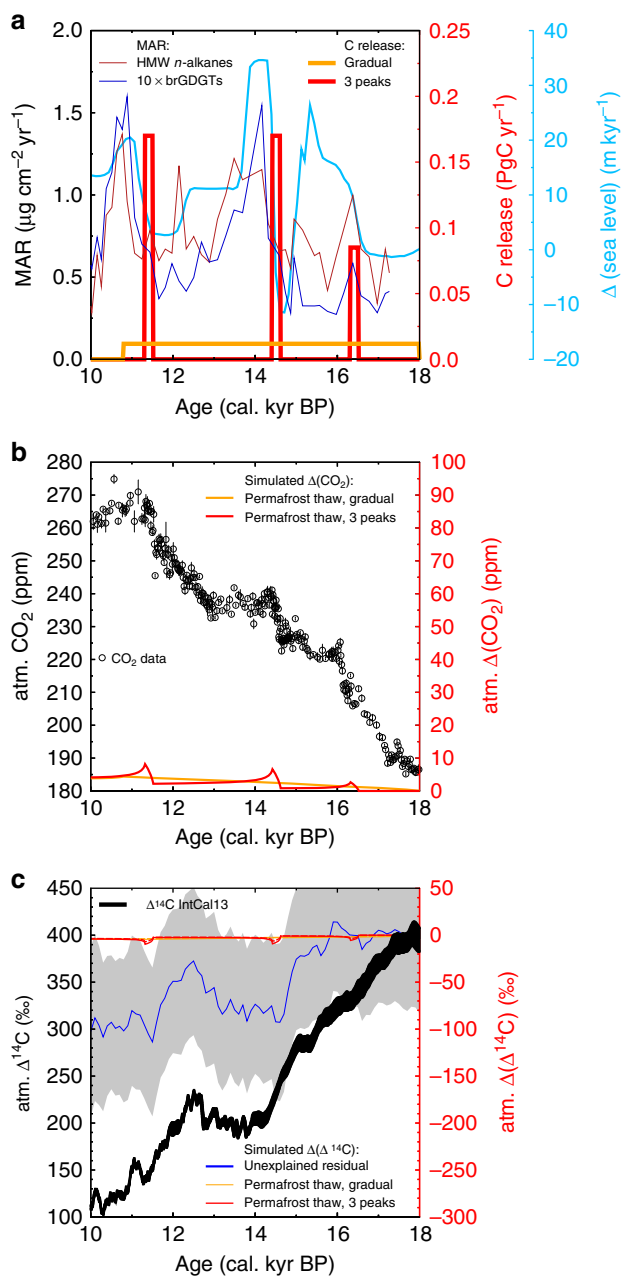 a
MAR:
HMW n-alkanes
10 × brGDGTs
C release:
Gradual
3 peaks
2.0
1.5
1.0
0.5
0.0
MAR (μg cm⁻² yr⁻¹)
0.25
0.20
0.15
0.10
0.05
0.0
C release (PgC yr⁻¹)
40
30
20
10
0
−10
−20
Δ (sea level) (m kyr⁻¹)
10 12 14 16 18
Age (cal. kyr BP)
b
Simulated Δ(CO₂):
Permafrost thaw, gradual
Permafrost thaw, 3 peaks
CO₂ data
280
270
260
250
240
230
220
210
200
190
180
atm. CO₂ (ppm)
100
90
80
70
60
50
40
30
20
10
0
atm. Δ(CO₂) (ppm)
10 12 14 16 18
Age (cal. kyr BP)
c
Δ¹⁴C IntCal13
450
400
350
300
250
200
150
100
atm. Δ¹⁴C (‰)
50
0
−50
−100
−150
−200
−250
−300
atm. Δ(Δ¹⁴C) (‰)
Simulated Δ(Δ ¹⁴C):
Unexplained residual
Permafrost thaw, gradual
Permafrost thaw, 3 peaks
10 12 14 16 18
Age (cal. kyr BP)